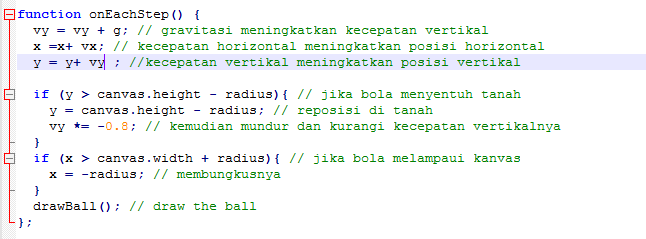 function onEachStep() {
vy = vy + g; // gravitasi meningkatkan kecepatan vertikal
x =x+ vx; // kecepatan horizontal meningkatkan posisi horizontal
y = y+ vy ; //kecepatan vertikal meningkatkan posisi vertikal
if (y > canvas.height - radius){ // jika bola menyentuh tanah
y = canvas.height - radius; // reposisi di tanah
vy *= -0.8; // kemudian mundur dan kurangi kecepatan vertikalnya
}
if (x > canvas.width + radius){ // jika bola melampaui kanvas
x = -radius; // membungkusnya
}
drawBall(); // draw the ball
};